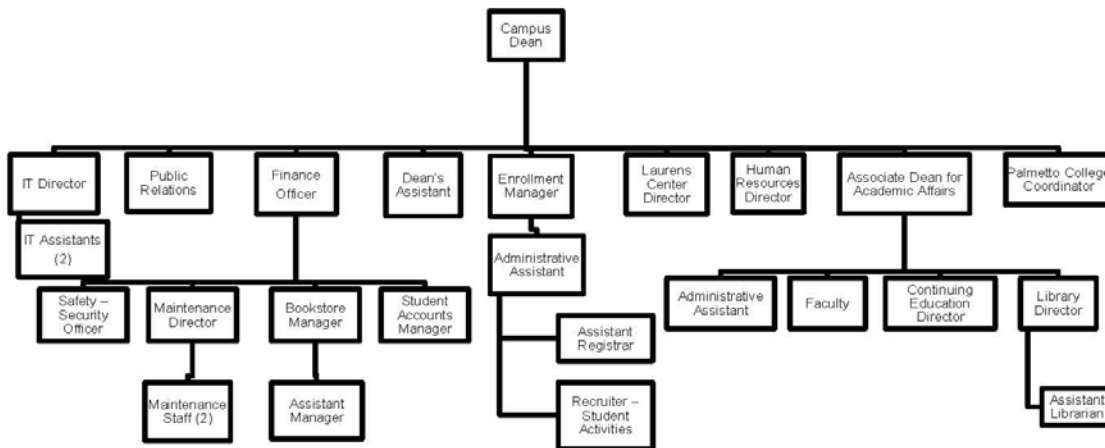 Campus
Dean
IT Director
Public
Relations
Finance
Officer
Dean's
Assistant
Enrollment
Manager
Laurens
Center
Director
Human
Resources
Director
Associate Dean for
Academic Affairs
Palmetto College
Coordinator
IT Assistants
(2)
Administrative
Assistant
Safety –
Security
Officer
Maintenance
Director
Bookstore
Manager
Student
Accounts
Manager
Administrative
Assistant
Faculty
Continuing
Education
Director
Library
Director
Assistant
Registrar
Maintenance
Staff (2)
Assistant
Manager
Recruiter –
Student
Activities
Assistant
Librarian